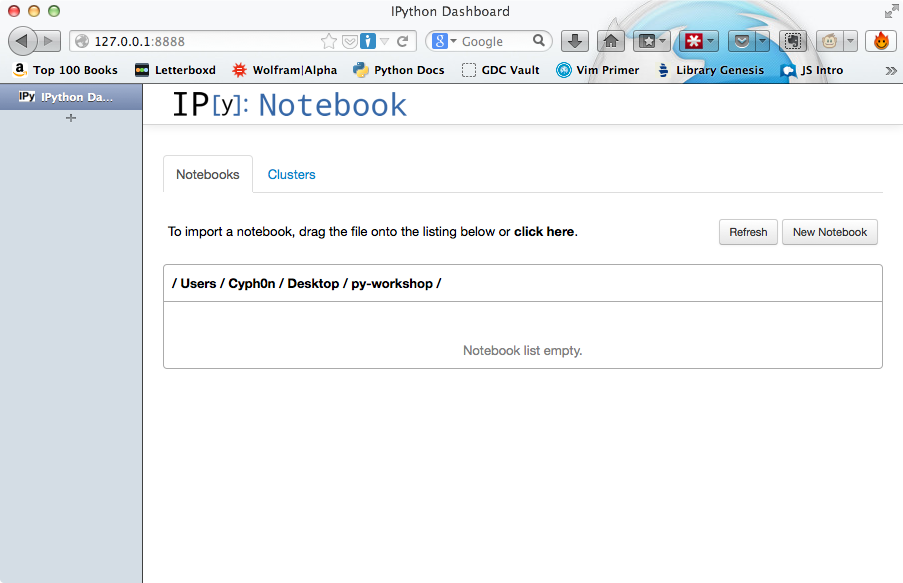 IPython Dashboard
127.0.0.1:8888
Google
Top 100 Books Letterboxd Wolfram|Alpha Python Docs GDC Vault Vim Primer Library Genesis JS Intro
IPy IPython Da...
IP[y]: Notebook
Notebooks Clusters
To import a notebook, drag the file onto the listing below or click here.
Refresh New Notebook
/ Users / Cyph0n / Desktop / py-workshop /
Notebook list empty.